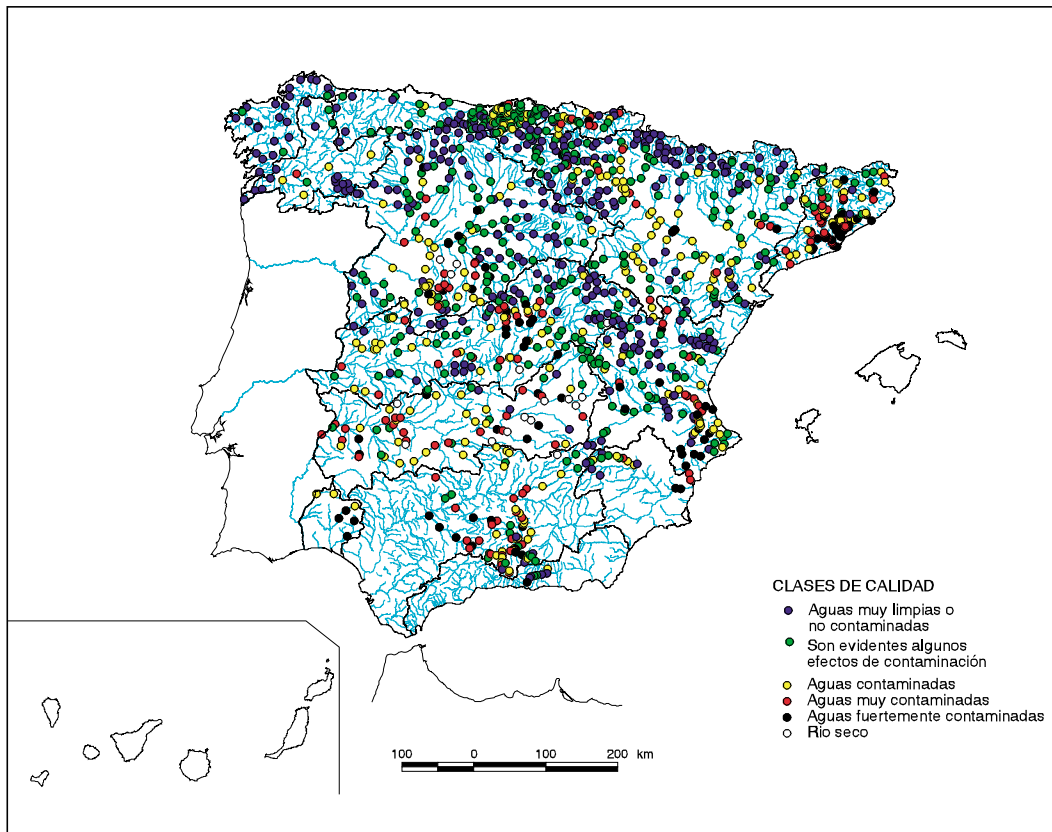 CLASES DE CALIDAD
Aguas muy limpias o
no contaminadas
Son evidentes algunos
efectos de contaminación
Aguas contaminadas
Aguas muy contaminadas
Aguas fuertemente contaminadas
Rio seco
100 0 100 200 km